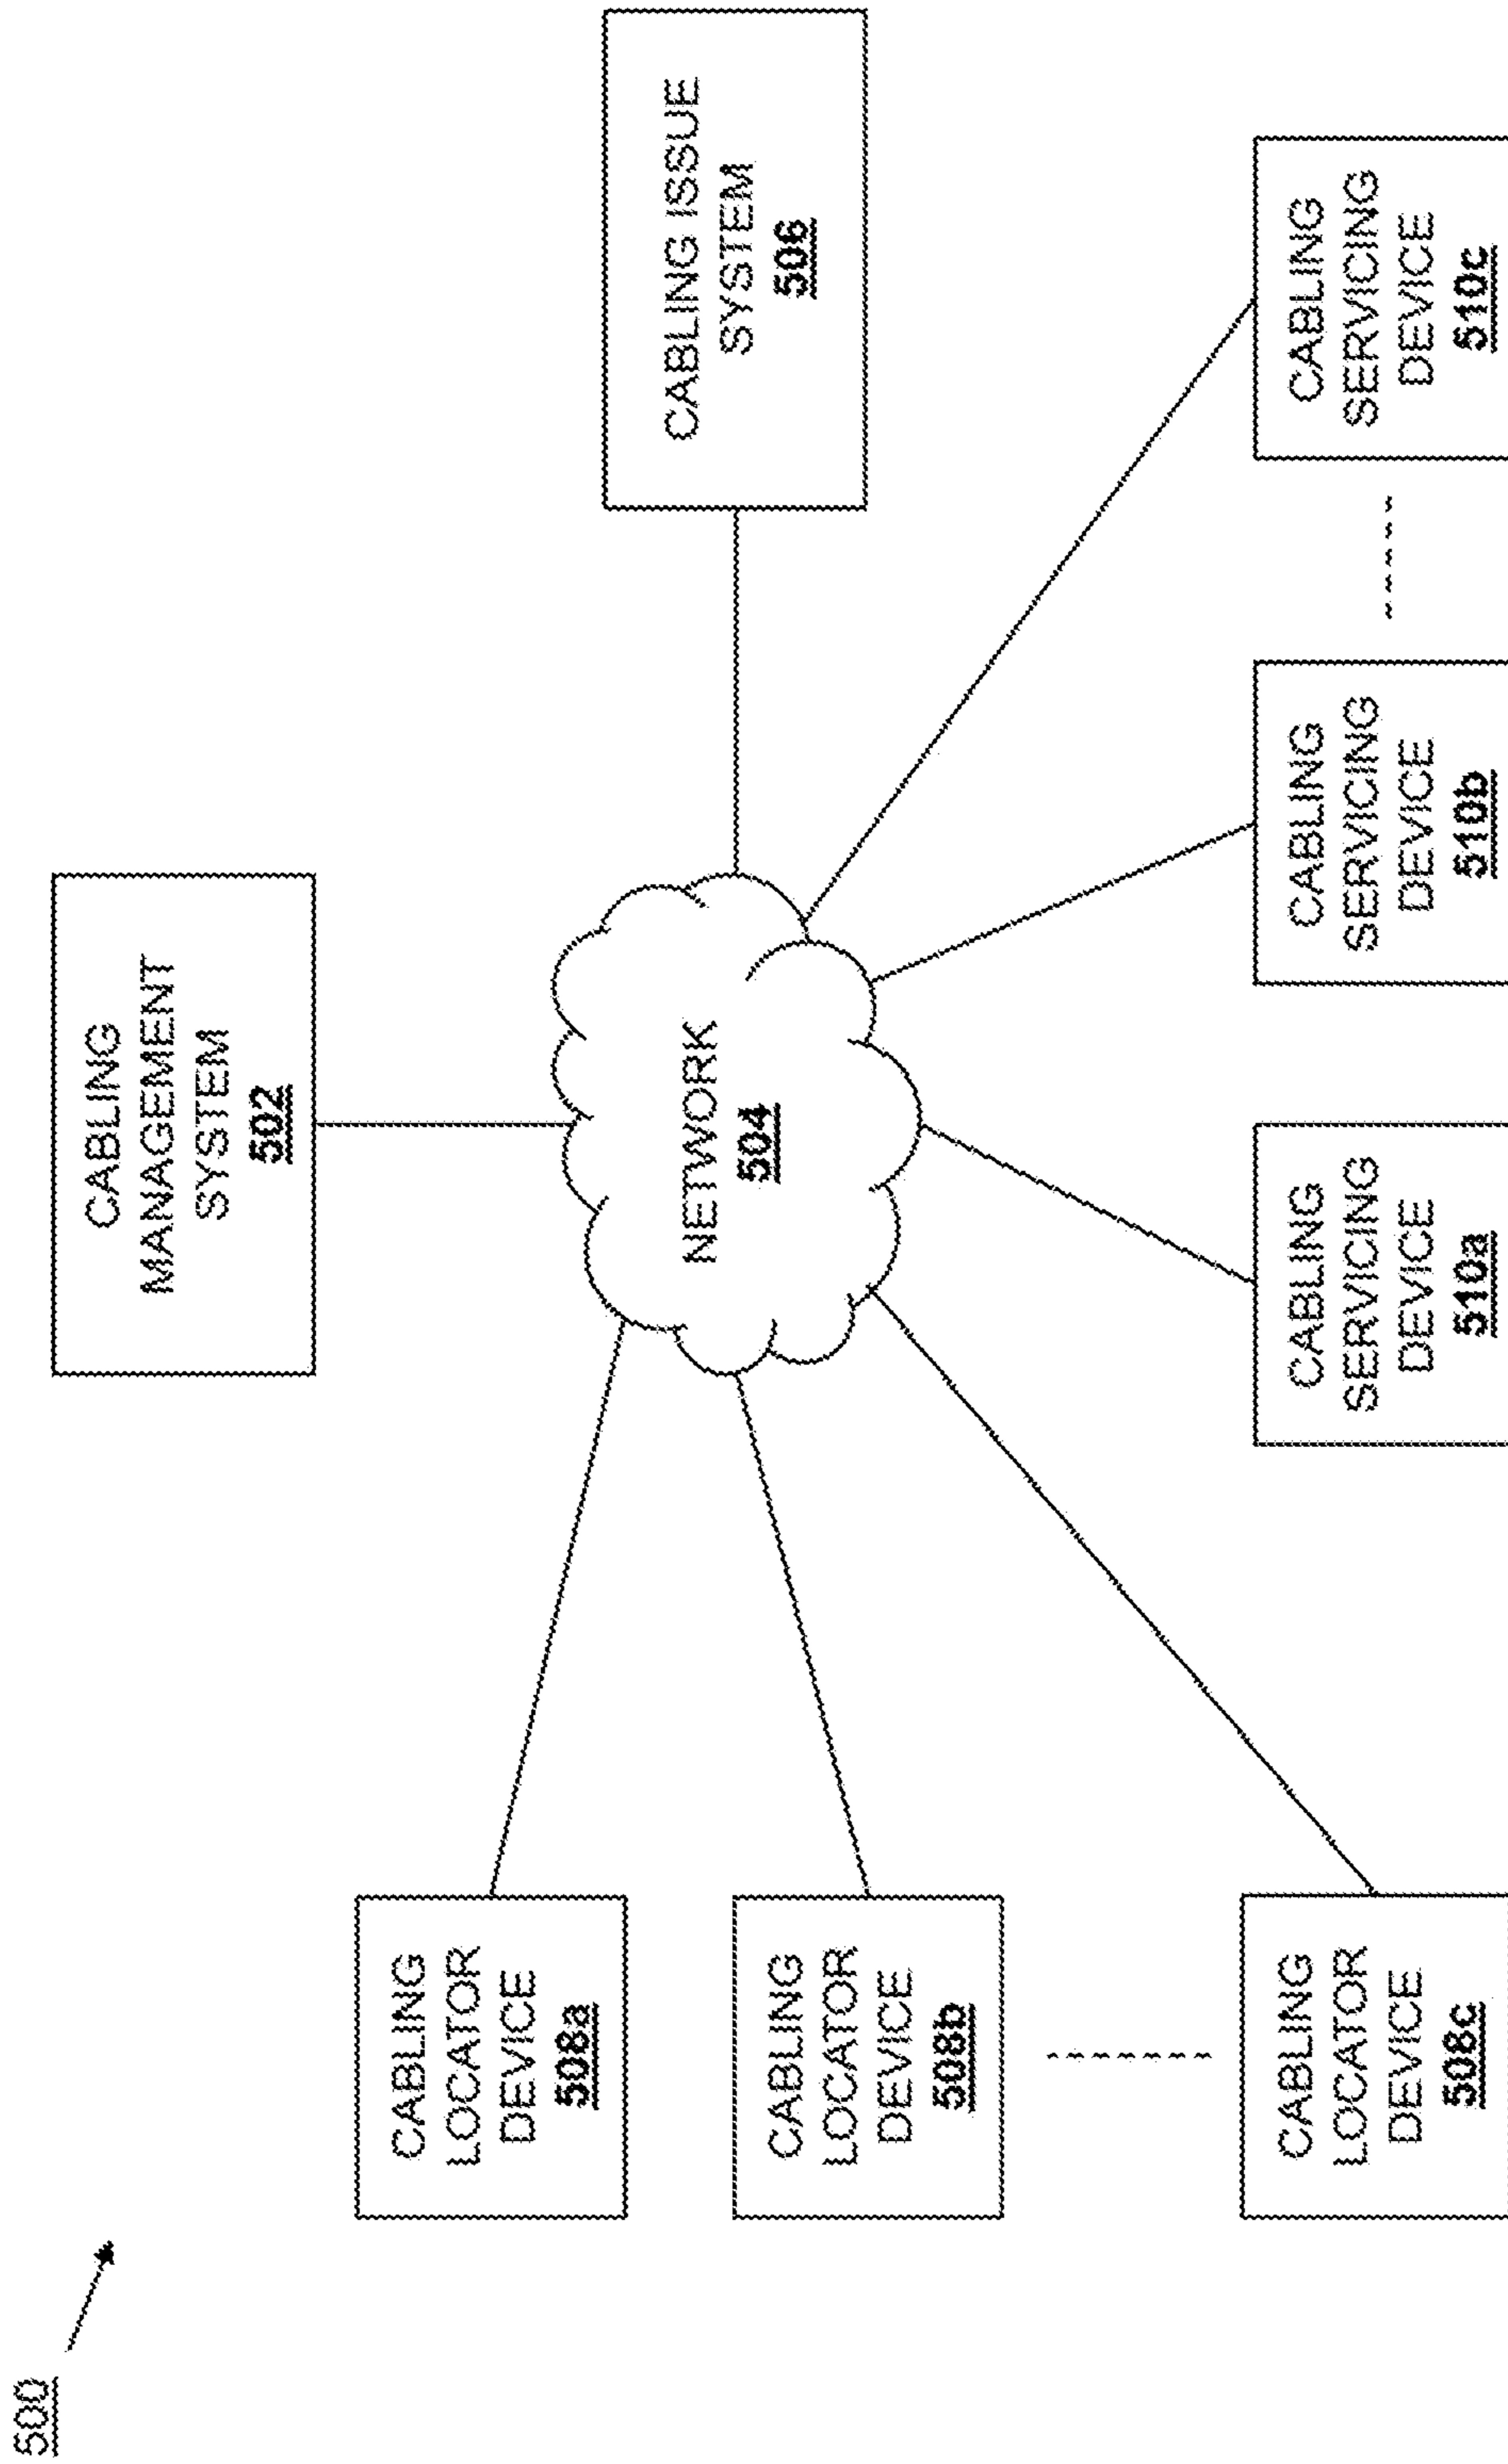 500
CABLING
MANAGEMENT
SYSTEM
502
CABLING
LOCATOR
DEVICE
508a
NETWORK
504
CABLING ISSUE
SYSTEM
506
CABLING
LOCATOR
DEVICE
508b
CABLING
LOCATOR
DEVICE
508c
CABLING
SERVICING
DEVICE
510a
CABLING
SERVICING
DEVICE
510b
CABLING
SERVICING
DEVICE
510c